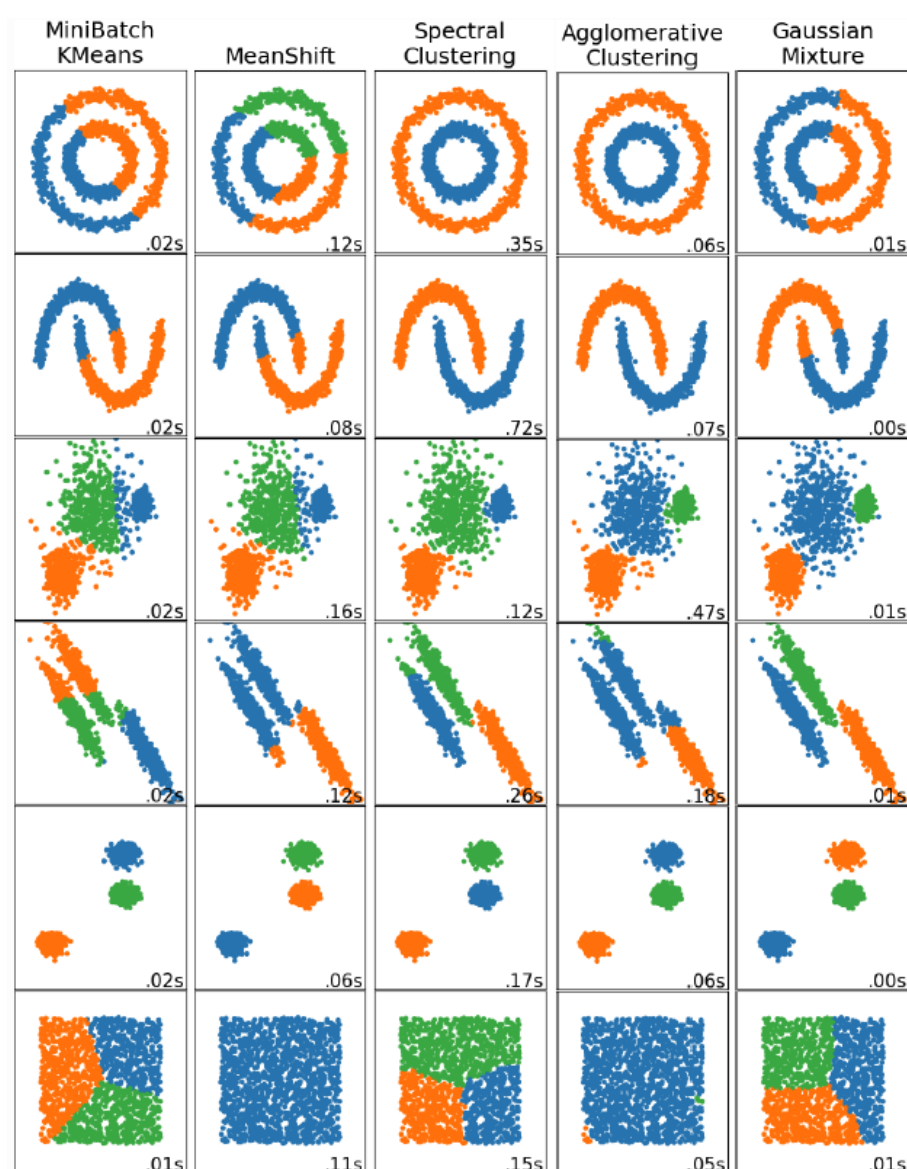 MiniBatch
KMeans
MeanShift
Spectral
Clustering
Agglomerative
Clustering
Gaussian
Mixture
.02s
.12s
.35s
.06s
.01s
.02s
.08s
.72s
.07s
.00s
.02s
.16s
.12s
.47s
.01s
.02s
.12s
.26s
.18s
.01s
.02s
.06s
.17s
.06s
.00s
.01s
.11s
.15s
.05s
.01s